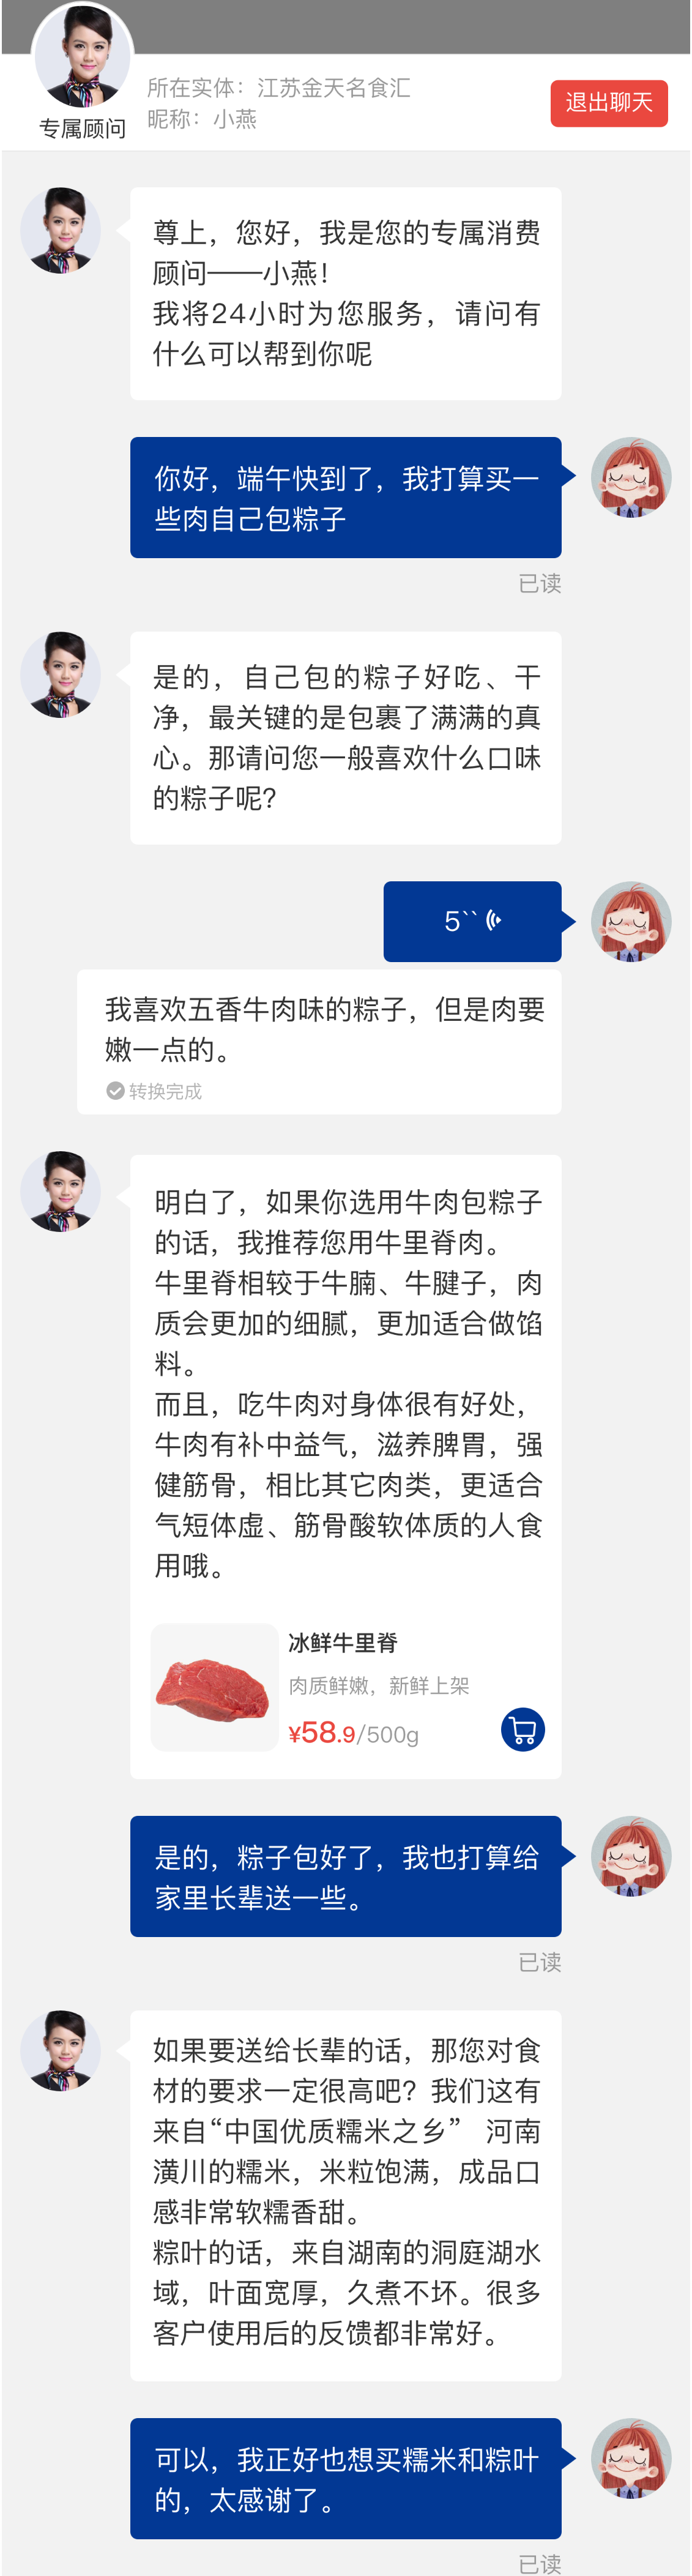 所在实体：江苏金天名食汇
昵称：小燕
专属顾问
退出聊天
尊上，您好，我是您的专属消费
顾问——小燕！
我将24小时为您服务，请问有
什么可以帮到你呢
你好，端午快到了，我打算买一
些肉自己包粽子
已读
是的，自己包的粽子好吃、干
净，最关键的是包裹了满满的真
心。那请问您一般喜欢什么口味
的粽子呢？
5``
我喜欢五香牛肉味的粽子，但是肉要
嫩一点的。
转换完成
明白了，如果你选用牛肉包粽子
的话，我推荐您用牛里脊肉。
牛里脊相较于牛腩、牛腱子，肉
质会更加的细腻，更加适合做馅
料。
而且，吃牛肉对身体很有好处，
牛肉有补中益气，滋养脾胃，强
健筋骨，相比其它肉类，更适合
气短体虚、筋骨酸软体质的人食
用哦。
冰鲜牛里脊
肉质鲜嫩，新鲜上架
¥58.9/500g
是的，粽子包好了，我也打算给
家里长辈送一些。
已读
如果要送给长辈的话，那您对食
材的要求一定很高吧？我们这有
来自“中国优质糯米之乡” 河南
潢川的糯米，米粒饱满，成品口
感非常软糯香甜。
粽叶的话，来自湖南的洞庭湖水
域，叶面宽厚，久煮不坏。很多
客户使用后的反馈都非常好。
可以，我正好也想买糯米和粽叶
的，太感谢了。
已读